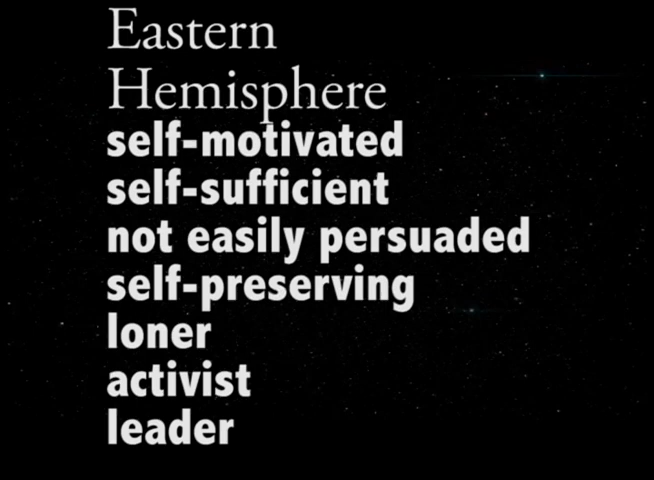 Eastern
Hemisphere
self-motivated
self-sufficient
not easily persuaded
self-preserving
loner
activist
leader